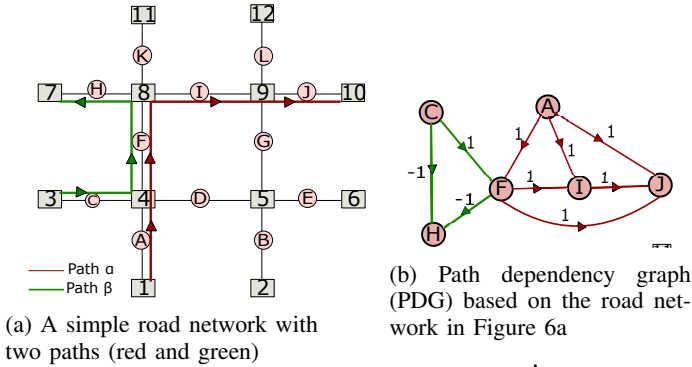 11 12
K L
7 H 8 I 9 J 10
F G
3 C 4 D 5 E 6
A B
1 2
Path α
Path β
(a) A simple road network with
two paths (red and green)
C A
1 1 1 1
-1
F 1 I 1 J
-1 1
H
(b) Path dependency graph
(PDG) based on the road net-
work in Figure 6a
.